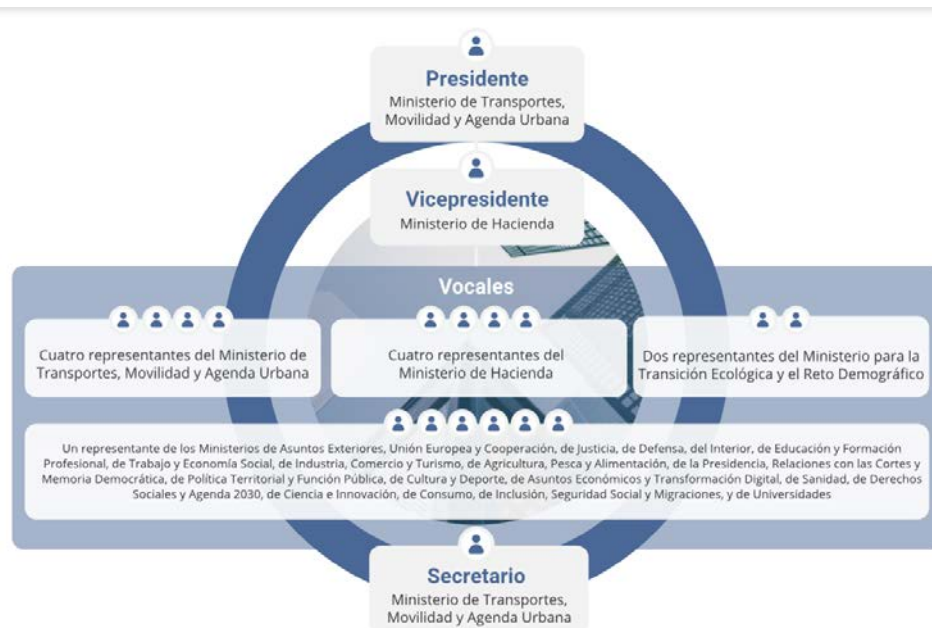 Presidente
Ministerio de Transportes,
Movilidad y Agenda Urbana
Vicepresidente
Ministerio de Hacienda
Vocales
Cuatro representantes del Ministerio de
Transportes, Movilidad y Agenda Urbana
Cuatro representantes del
Ministerio de Hacienda
Dos representantes del Ministerio para la
Transición Ecológica y el Reto Demográfico
Un representante de los Ministerios de Asuntos Exteriores, Unión Europea y Cooperación, de Justicia, de Defensa, del Interior, de Educación y Formación
Profesional, de Trabajo y Economía Social, de Industria, Comercio y Turismo, de Agricultura, Pesca y Alimentación, de la Presidencia, Relaciones con las Cortes y
Memoria Democrática, de Política Territorial y Función Pública, de Cultura y Deporte, de Asuntos Económicos y Transformación Digital, de Sanidad, de Derechos
Sociales y Agenda 2030, de Ciencia e Innovación, de Consumo, de Inclusión, Seguridad Social y Migraciones, y de Universidades
Secretario
Ministerio de Transportes,
Movilidad y Agenda Urbana